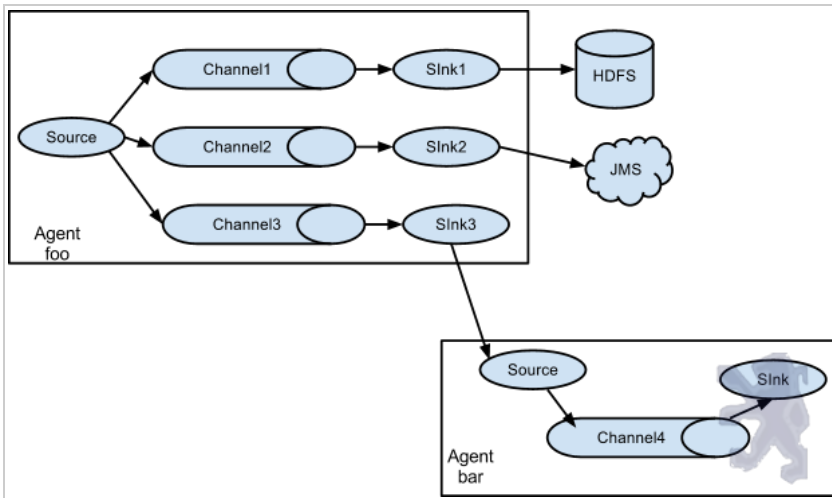 Channel1
SInk1
HDFS
Source
Channel2
SInk2
JMS
Channel3
SInk3
Agent
foo
Source
SInk
Channel4
Agent
bar